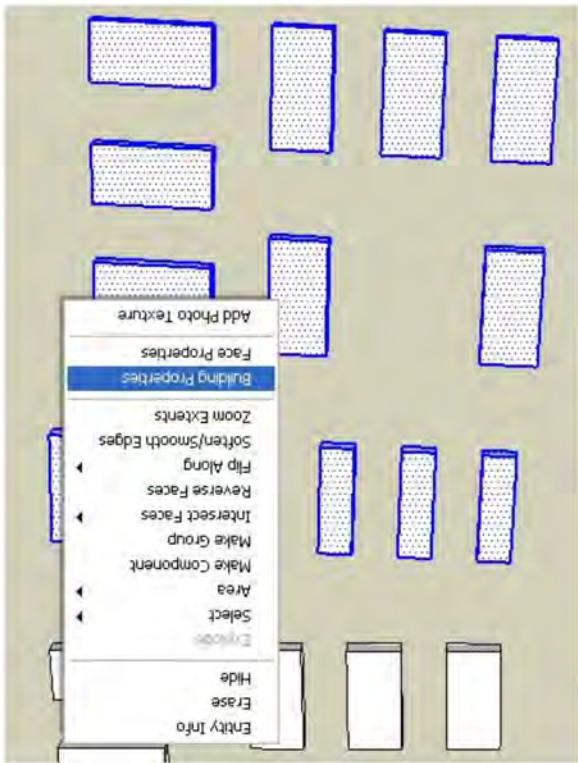 Entity Info
Erase
Hide
Explode
Select
Area
Make Component
Make Group
Intersect Faces
Reverse Faces
Flip Along
Soften/Smooth Edges
Zoom Extents
Building Properties
Face Properties
Add Photo Texture